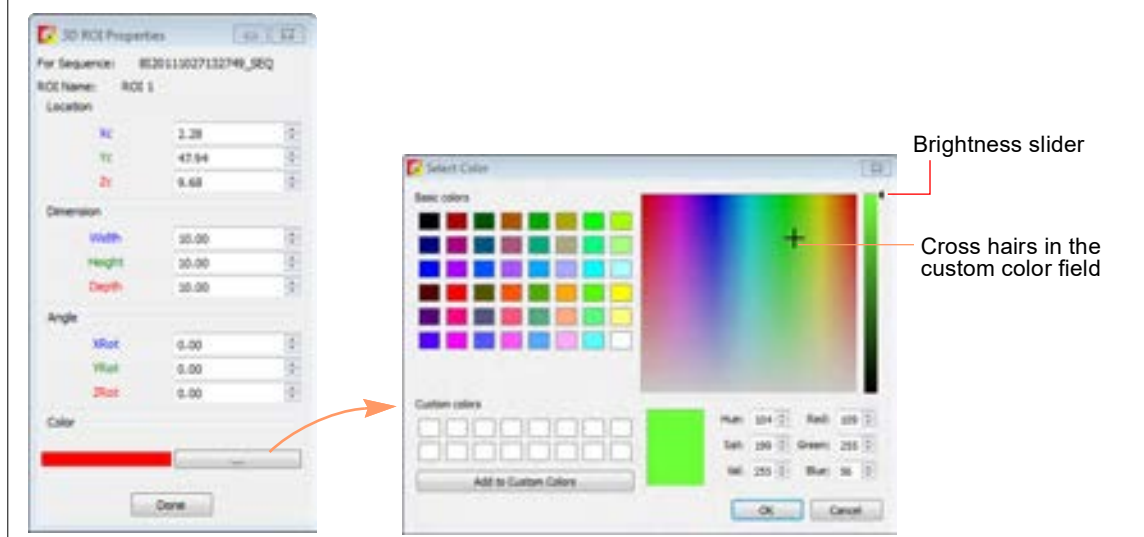 3D ROI Properties
For Sequence:
ROI Name: ROI 1
Location
Xc 2.28
Yc 47.94
Zc 9.68
Dimension
Width 10.00
Height 10.00
Depth 10.00
Angle
XRot 0.00
YRot 0.00
ZRot 0.00
Color
...
Done
Select Color
Basic colors
Custom colors
Add to Custom Colors
Hue: 104 Red: 109
Sat: 199 Green: 255
Val: 255 Blue: 56
OK Cancel
Brightness slider
Cross hairs in the
custom color field